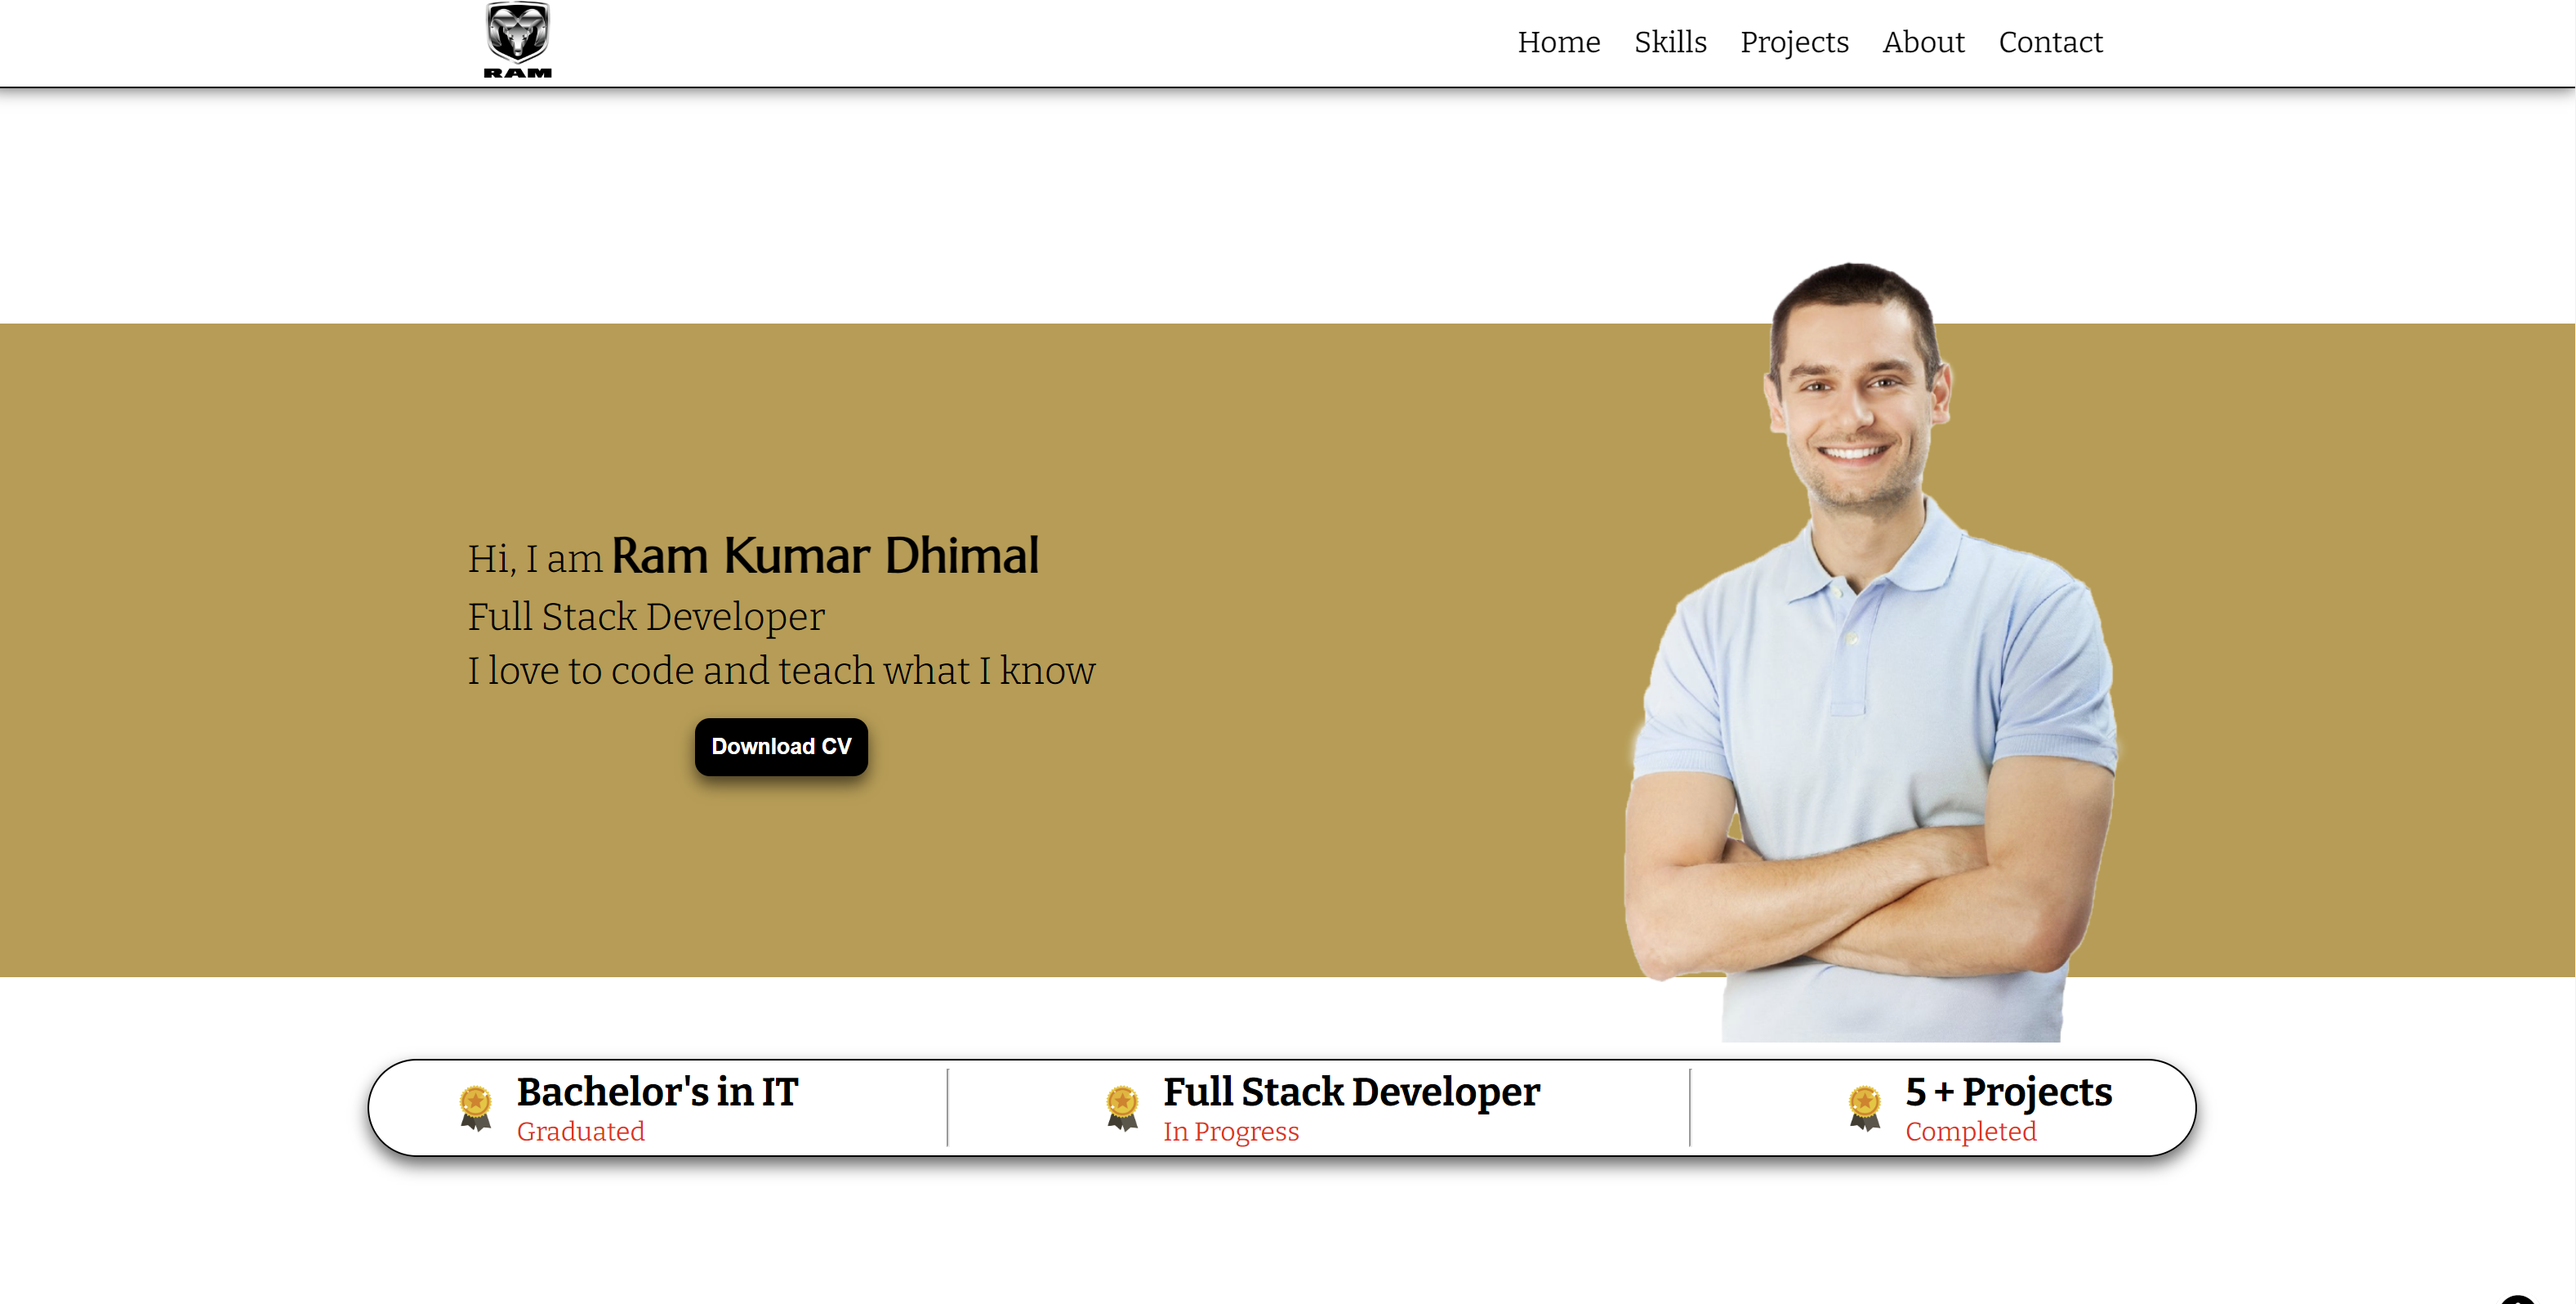 RAM
Home Skills Projects About Contact
Hi, I am Ram Kumar Dhimal
Full Stack Developer
I love to code and teach what I know
Download CV
Bachelor's in IT
Graduated
Full Stack Developer
In Progress
5 + Projects
Completed